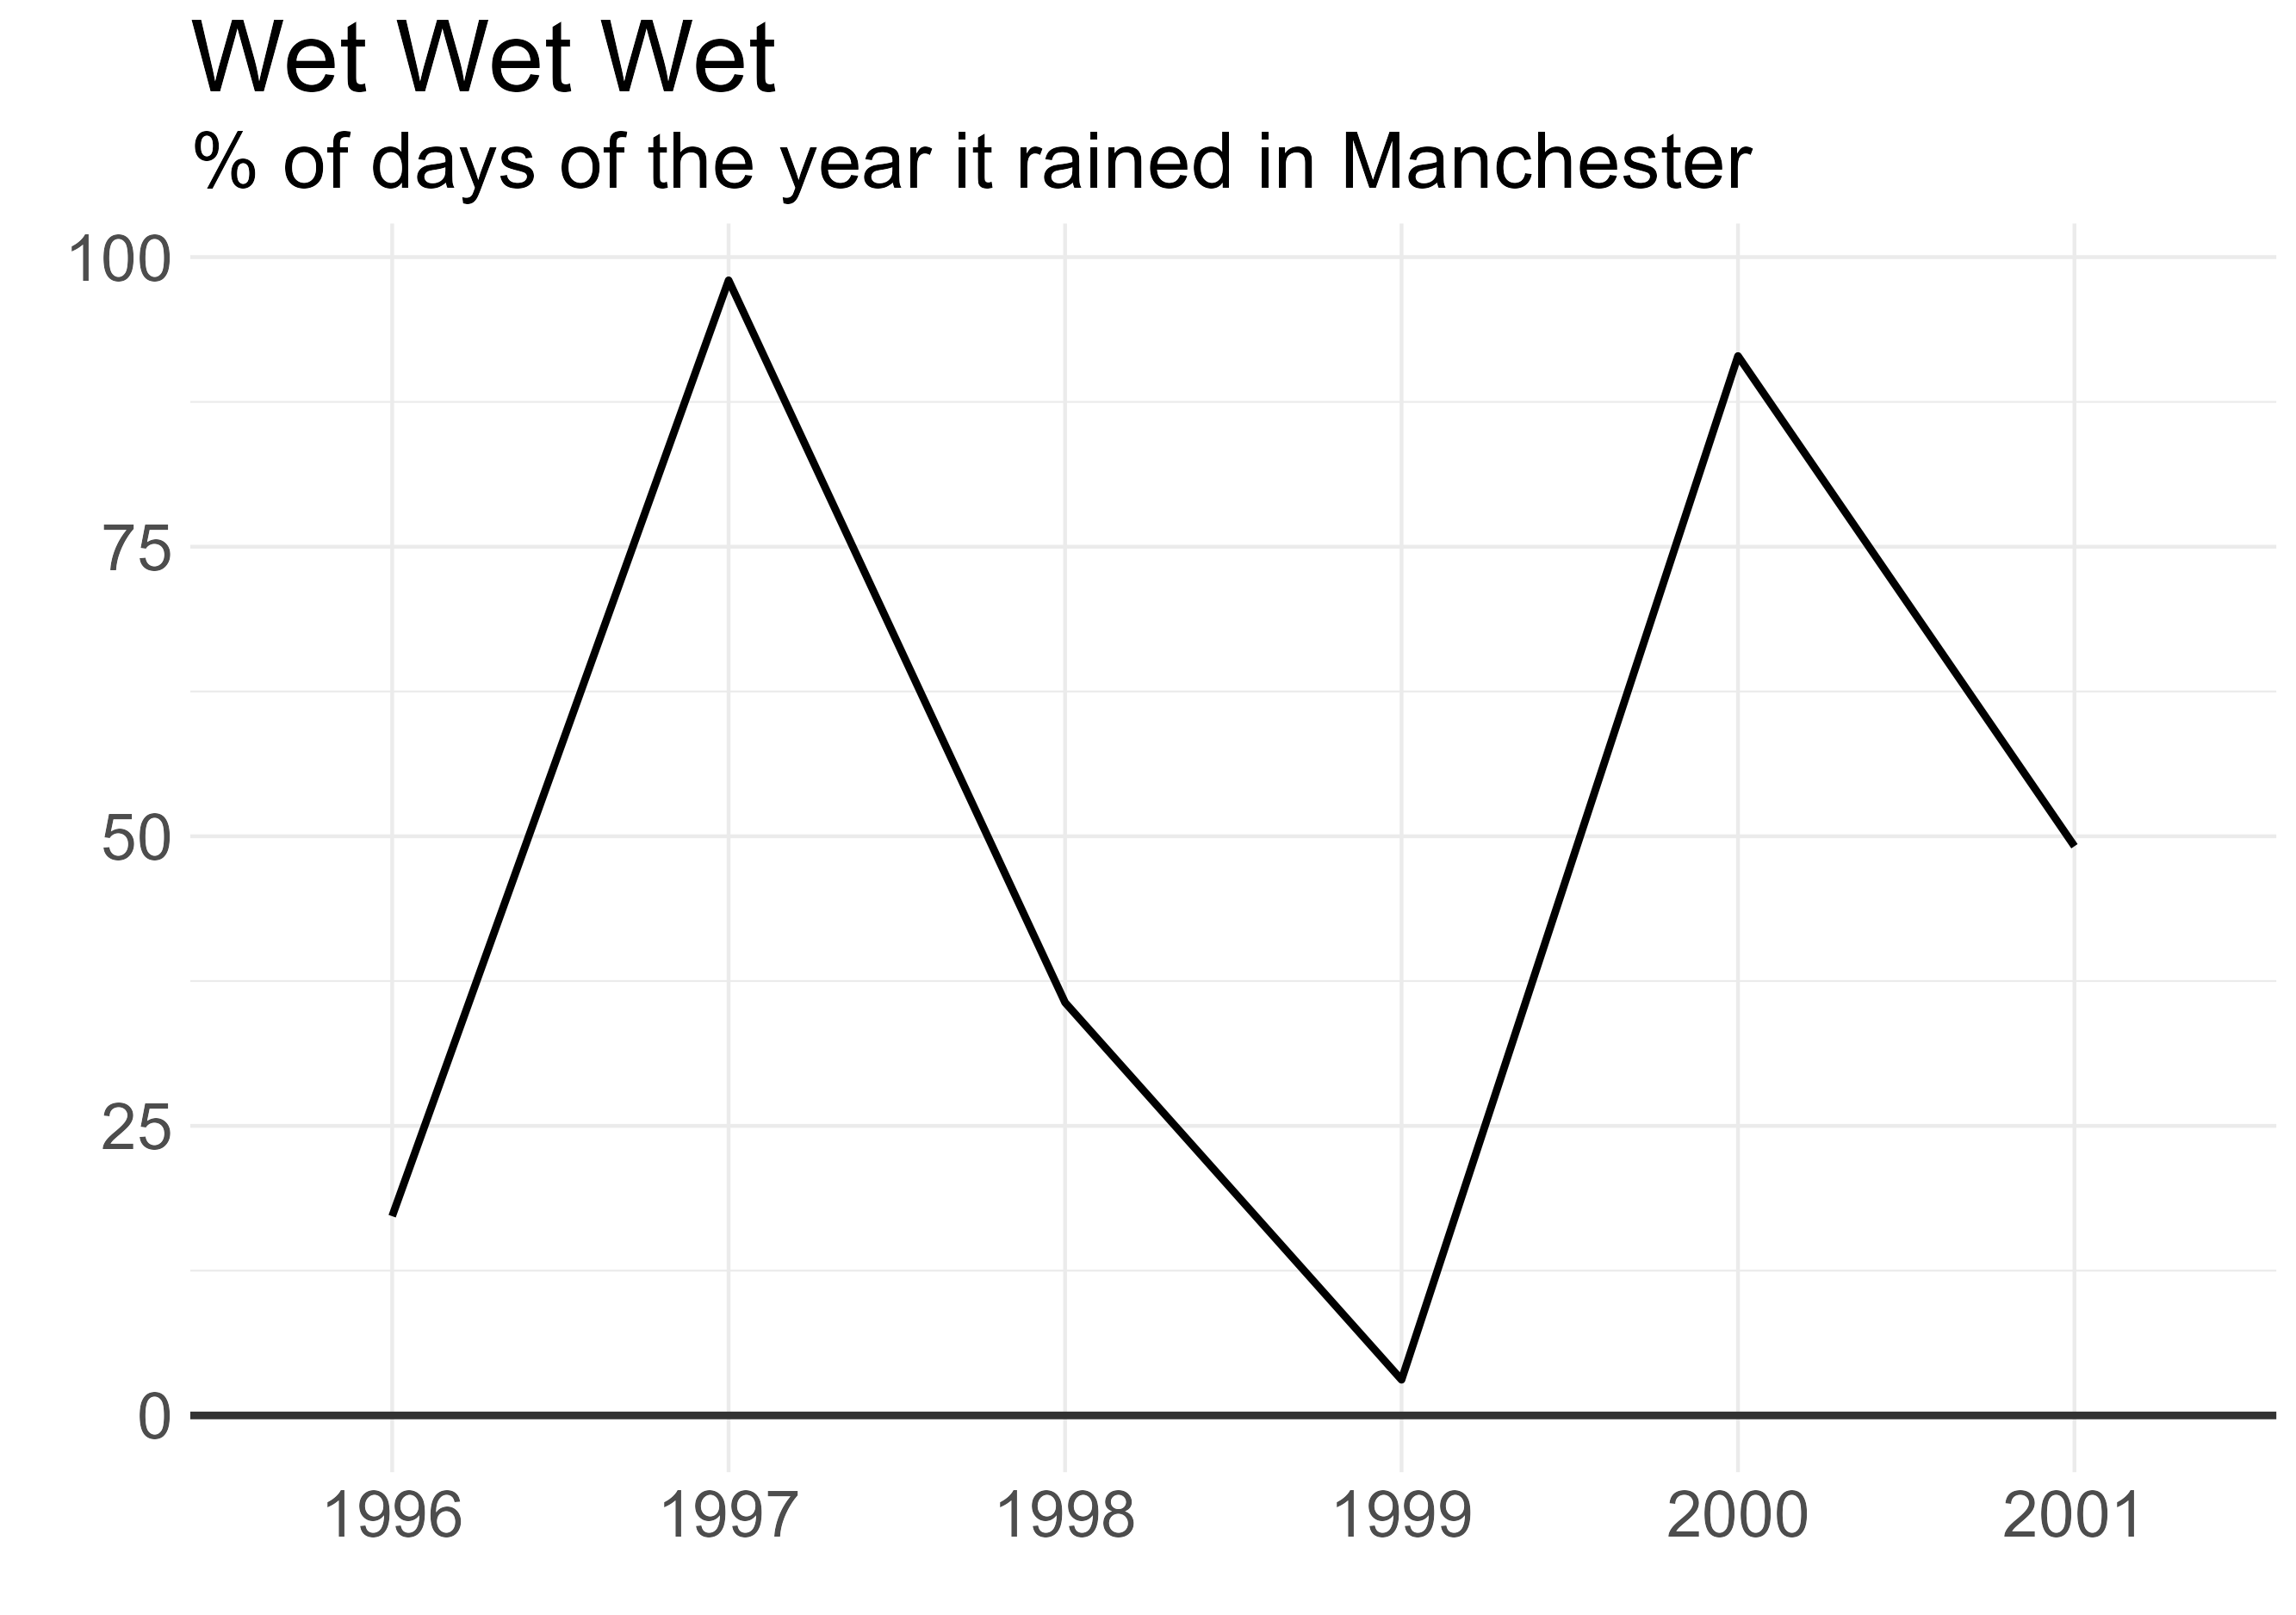 Wet Wet Wet
% of days of the year it rained in Manchester
100
75
50
25
0
1996 1997 1998 1999 2000 2001